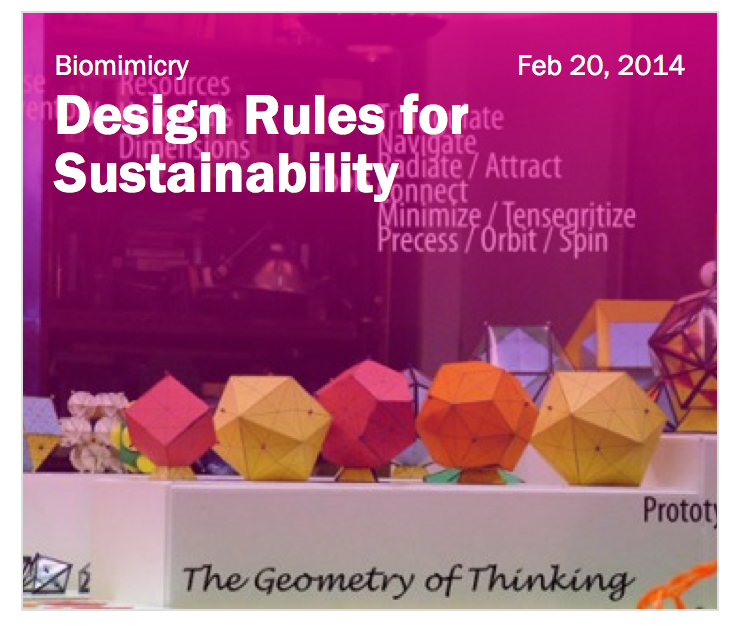 Biomimicry
Feb 20, 2014
Design Rules for
Sustainability
Resources
Dimensions
Navigate
Radiate / Attract
Connect
Minimize / Tensegritize
Precess / Orbit / Spin
Prototy
The Geometry of Thinking